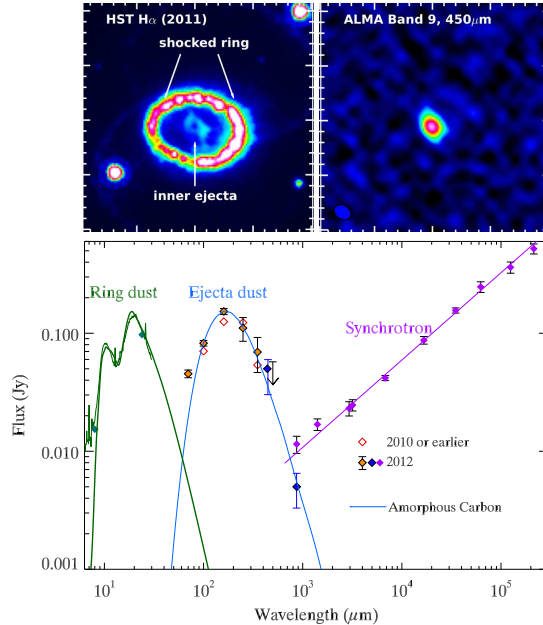 HST Hα (2011)
shocked ring
inner ejecta
ALMA Band 9, 450μm
Ring dust
Ejecta dust
Synchrotron
2010 or earlier
2012
Amorphous Carbon
Flux (Jy)
0.100
0.010
0.001
10¹ 10² 10³ 10⁴ 10⁵
Wavelength (μm)